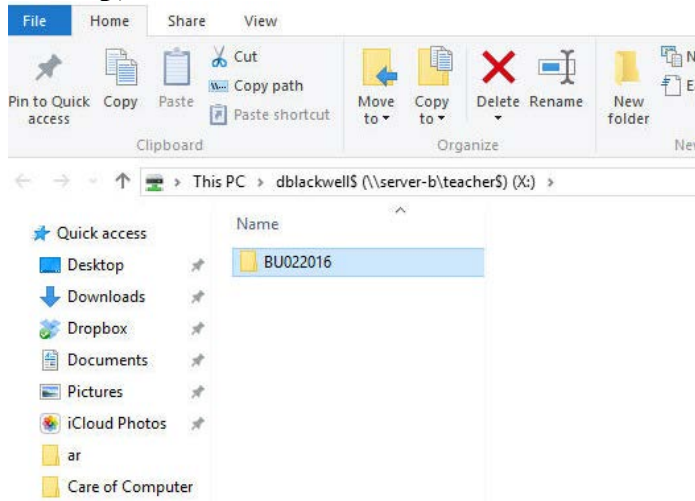 File Home Share View
Pin to Quick access
Copy
Paste
Cut
Copy path
Paste shortcut
Clipboard
Move to
Copy to
Delete
Rename
Organize
New folder
This PC > dblackwell$ (\\server-b\teacher$) (X:) >
Quick access
Desktop
Downloads
Dropbox
Documents
Pictures
iCloud Photos
ar
Care of Computer
Name
BU022016